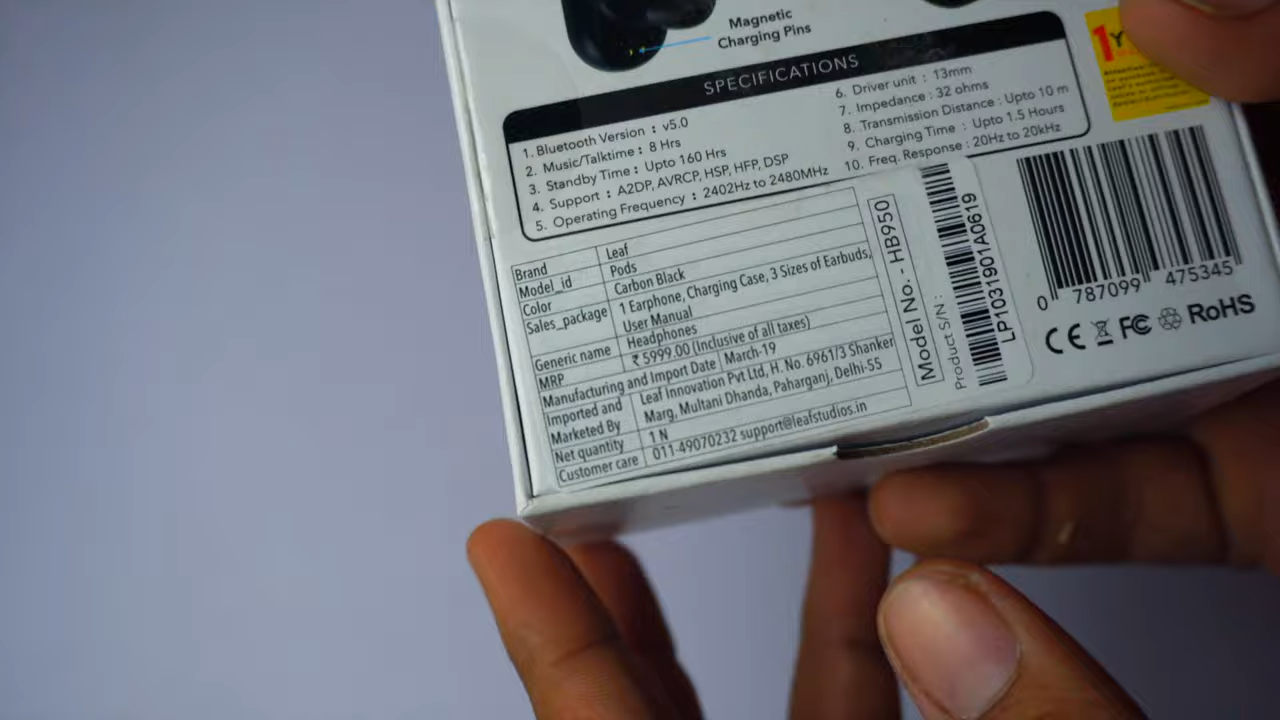 Magnetic
Charging Pins
SPECIFICATIONS
1. Bluetooth Version : v5.0
2. Music/Talktime : 8 Hrs
3. Standby Time : Upto 160 Hrs
4. Support : A2DP, AVRCP, HSP, HFP, DSP
5. Operating Frequency : 2402Hz to 2480MHz
6. Driver unit : 13mm
7. Impedance : 32 ohms
8. Transmission Distance : Upto 10 m
9. Charging Time : Upto 1.5 Hours
10. Freq. Response : 20Hz to 20kHz
1Y
Brand Leaf
Model_id Pods
Color Carbon Black
Sales_package 1 Earphone, Charging Case, 3 Sizes of Earbuds,
User Manual
Generic name Headphones
MRP ₹ 5999.00 (Inclusive of all taxes)
Manufacturing and Import Date March-19
Imported and Marketed By Leaf Innovation Pvt Ltd, H. No. 6961/3 Shanker
Marg, Multani Dhanda, Paharganj, Delhi-55
Net quantity 1 N
Customer care 011-49070232 support@leafstudios.in
Model No. - HB950
Product S/N :
LP1031901A0619
0 787099 475345
CE FC RoHS